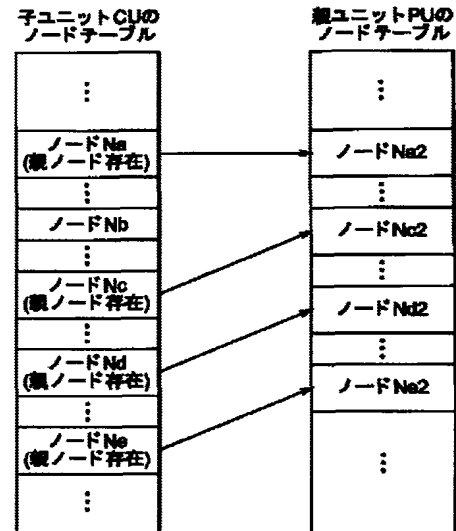 子ユニットCUの
ノードテーブル
⋮
ノードNa
(親ノード存在)
⋮
ノードNb
⋮
ノードNc
(親ノード存在)
⋮
ノードNd
(親ノード存在)
⋮
ノードNe
(親ノード存在)
⋮
親ユニットPUの
ノードテーブル
⋮
ノードNa2
⋮
ノードNc2
⋮
ノードNd2
⋮
ノードNe2
⋮